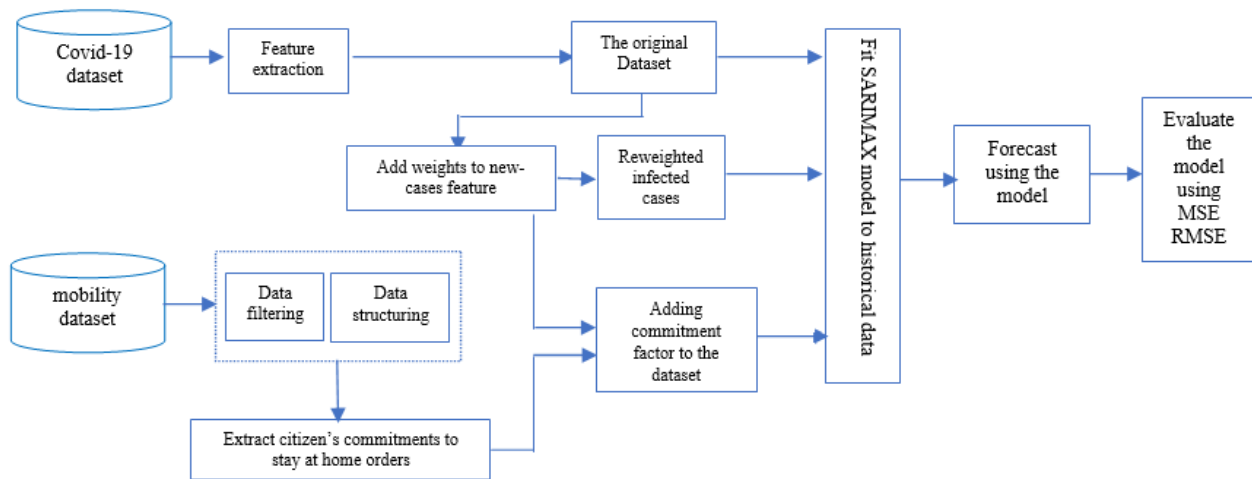 Covid-19
dataset
Feature
extraction
The original
Dataset
Add weights to new-
cases feature
Reweighted
infected
cases
mobility
dataset
Data
filtering
Data
structuring
Extract citizen’s commitments to
stay at home orders
Adding
commitment
factor to the
dataset
Fit SARIMAX model to historical data
Forecast
using the
model
Evaluate
the
model
using
MSE
RMSE